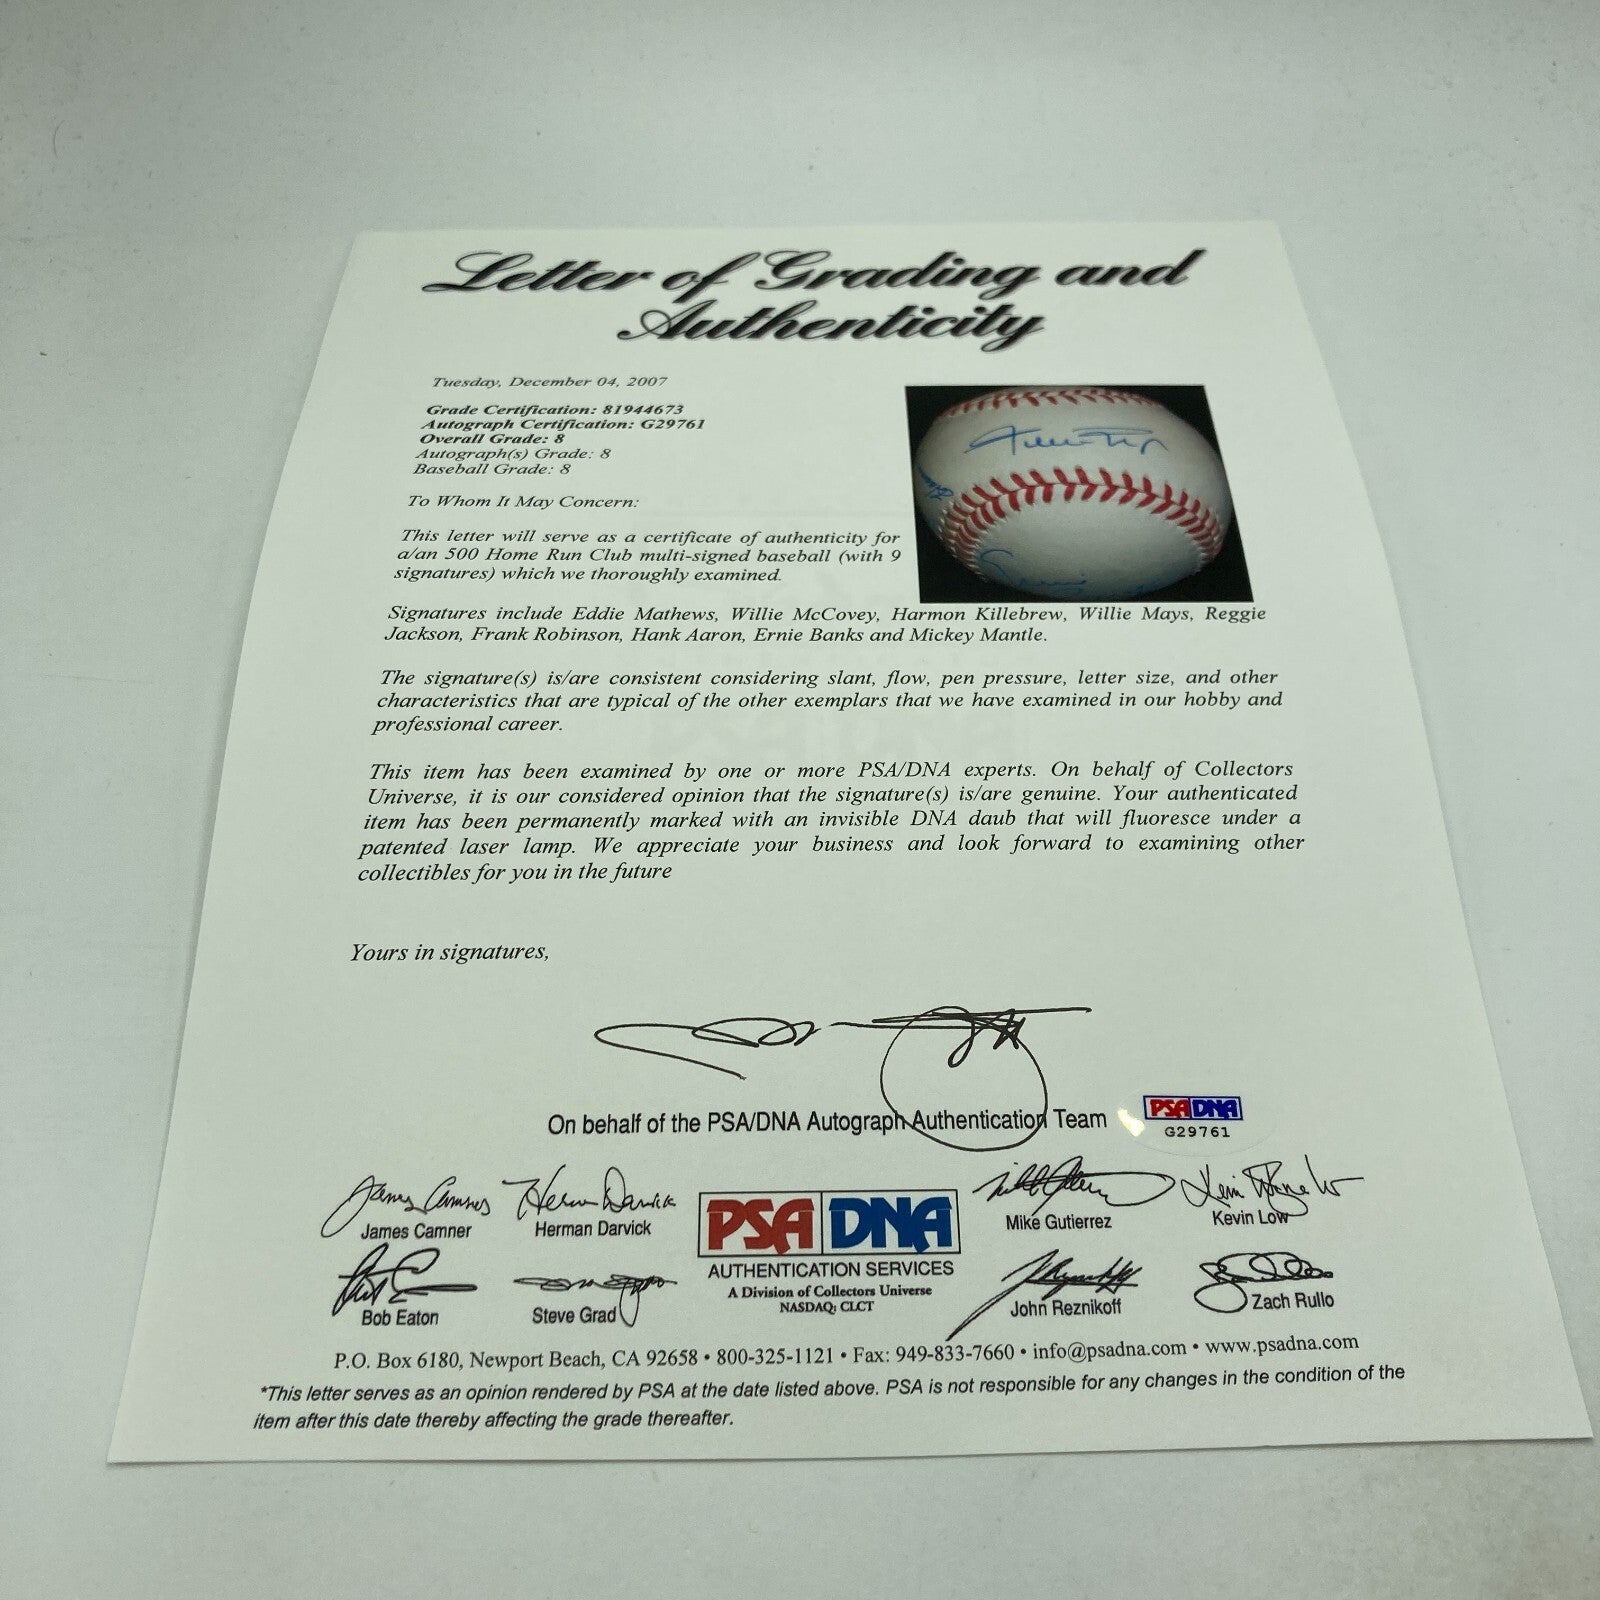 Letter of Grading and
Authenticity
Tuesday, December 04, 2007
Grade Certification: 81944673
Autograph Certification: G29761
Overall Grade: 8
Autograph(s) Grade: 8
Baseball Grade: 8
To Whom It May Concern:
This letter will serve as a certificate of authenticity for
a/an 500 Home Run Club multi-signed baseball (with 9
signatures) which we thoroughly examined.
Signatures include Eddie Mathews, Willie McCovey, Harmon Killebrew, Willie Mays, Reggie
Jackson, Frank Robinson, Hank Aaron, Ernie Banks and Mickey Mantle.
The signature(s) is/are consistent considering slant, flow, pen pressure, letter size, and other
characteristics that are typical of the other exemplars that we have examined in our hobby and
professional career.
This item has been examined by one or more PSA/DNA experts. On behalf of Collectors
Universe, it is our considered opinion that the signature(s) is/are genuine. Your authenticated
item has been permanently marked with an invisible DNA daub that will fluoresce under a
patented laser lamp. We appreciate your business and look forward to examining other
collectibles for you in the future
Yours in signatures,
On behalf of the PSA/DNA Autograph Authentication Team
PSA DNA
G29761
James Camner
Herman Darvick
James Camner
Herman Darvick
Bob Eaton
Steve Grad
PSA DNA
AUTHENTICATION SERVICES
A Division of Collectors Universe
NASDAQ: CLCT
Mike Gutierrez
Kevin Low
John Reznikoff
Zach Rullo
P.O. Box 6180, Newport Beach, CA 92658 • 800-325-1121 • Fax: 949-833-7660 • info@psadna.com • www.psadna.com
*This letter serves as an opinion rendered by PSA at the date listed above. PSA is not responsible for any changes in the condition of the
item after this date thereby affecting the grade thereafter.